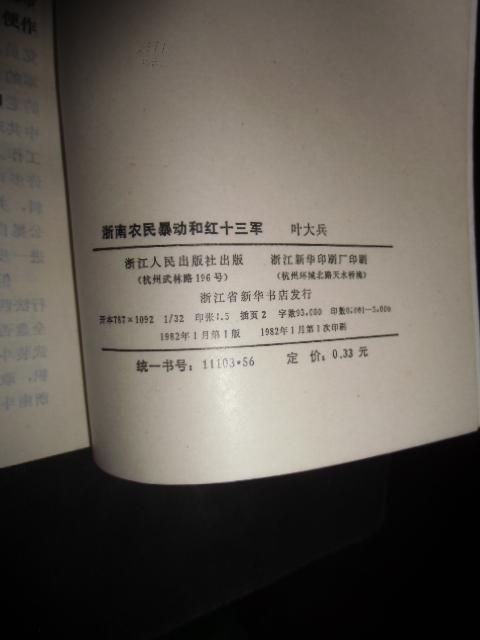 浙南农民暴动和红十三军 叶大兵
浙江人民出版社出版 浙江新华印刷厂印刷
（杭州武林路196号） （杭州环城北路天水桥堍）
浙江省新华书店发行
开本787×1092 1/32 印张4.5 插页2 字数93,000 印数0,001—5,000
1982年1月第1版 1982年1月第1次印刷
统一书号：11103·56 定价：0.33元